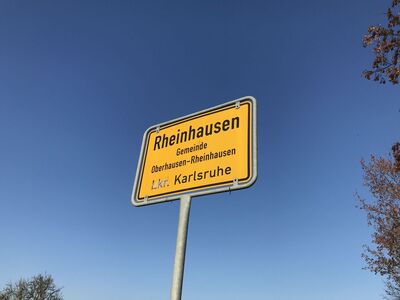 Rheinhausen
Gemeinde
Oberhausen-Rheinhausen
Lkr. Karlsruhe